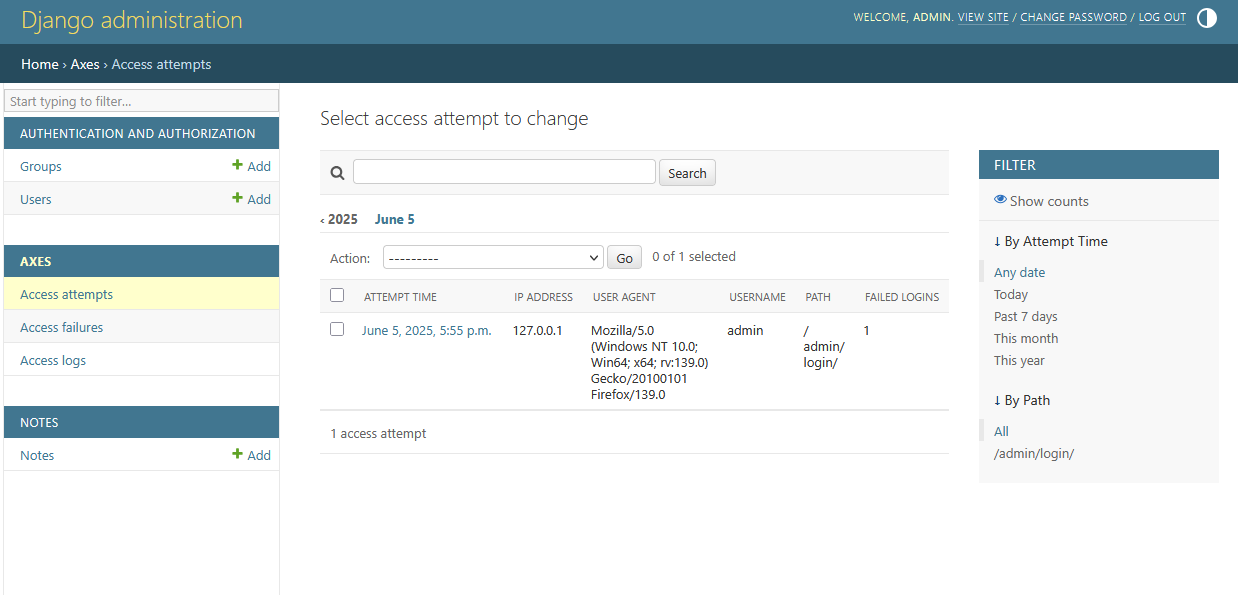 Django administration
WELCOME, ADMIN. VIEW SITE / CHANGE PASSWORD / LOG OUT
Home › Axes › Access attempts
Start typing to filter...
AUTHENTICATION AND AUTHORIZATION
Groups + Add
Users + Add
AXES
Access attempts
Access failures
Access logs
NOTES
Notes + Add
Select access attempt to change
Search
‹ 2025 June 5
Action: --------- Go 0 of 1 selected
ATTEMPT TIME IP ADDRESS USER AGENT USERNAME PATH FAILED LOGINS
June 5, 2025, 5:55 p.m. 127.0.0.1 Mozilla/5.0 admin / 1
(Windows NT 10.0; admin/
Win64; x64; rv:139.0) login/
Gecko/20100101
Firefox/139.0
1 access attempt
FILTER
Show counts
↓ By Attempt Time
Any date
Today
Past 7 days
This month
This year
↓ By Path
All
/admin/login/